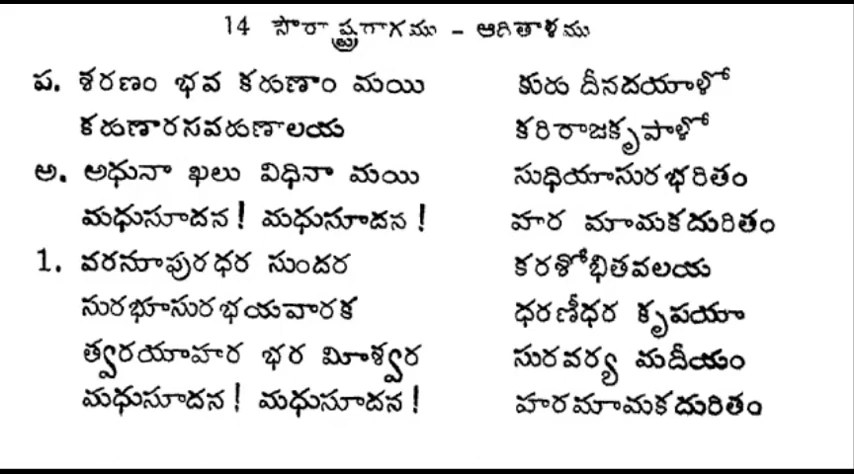 14 సౌరాష్ట్రరాగము - ఆదితాళము
ప. శరణం భవ కరుణాం మయి కురు దీనదయాళో
కరుణారసవరుణాలయ కరిరాజకృపాళో
అ. అధునా ఖలు విధినా మయి సుధియాసురభరితం
మధుసూదన! మధుసూదన! హర మామకదురితం
1. వరనూపురధర సుందర కరశోభితవలయ
సురభూసురభయవారక ధరణీధర కృపయా
త్వరయాహర భర మీశ్వర సురవర్య మదీయం
మధుసూదన! మధుసూదన! హరమామకదురితం